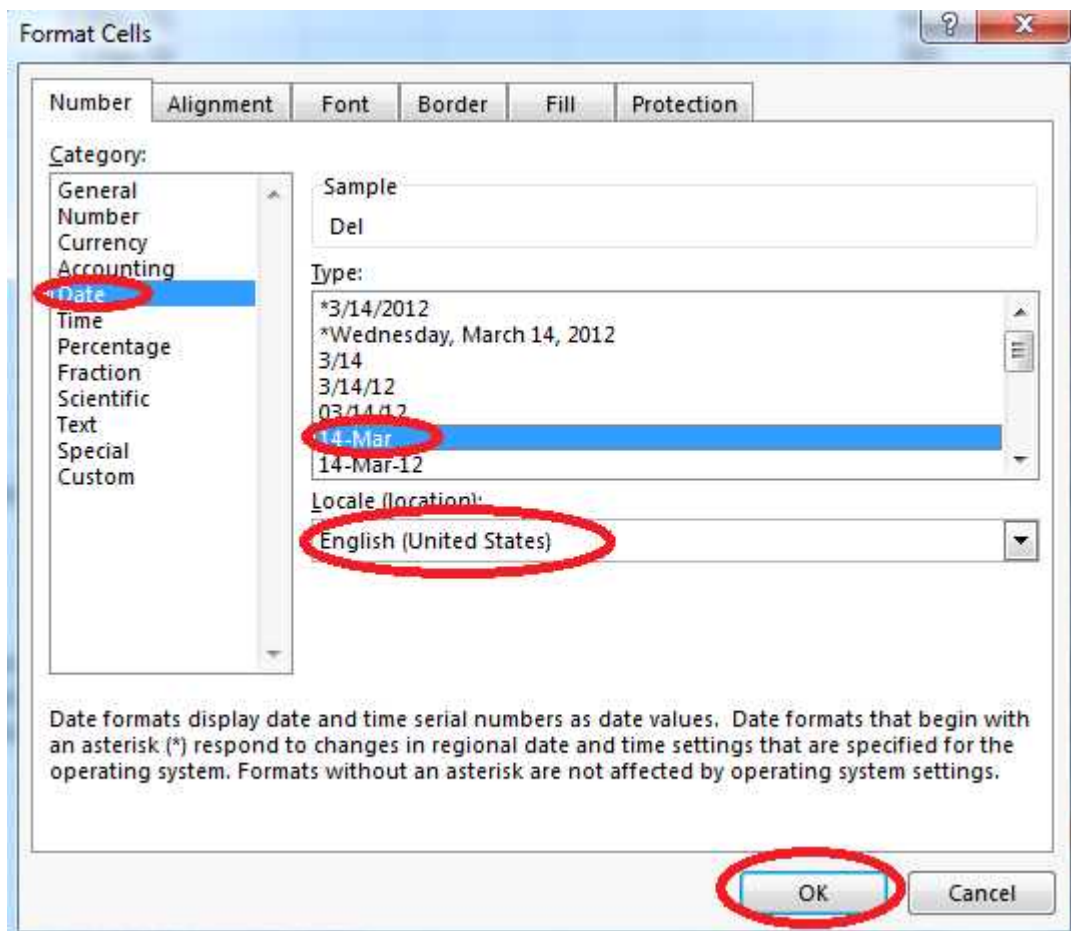 Format Cells
Number Alignment Font Border Fill Protection
Category:
General
Number
Currency
Accounting
Date
Time
Percentage
Fraction
Scientific
Text
Special
Custom
Sample
Del
Type:
*3/14/2012
*Wednesday, March 14, 2012
3/14
3/14/12
03/14/12
14-Mar
14-Mar-12
Locale (location):
English (United States)
Date formats display date and time serial numbers as date values. Date formats that begin with
an asterisk (*) respond to changes in regional date and time settings that are specified for the
operating system. Formats without an asterisk are not affected by operating system settings.
OK Cancel